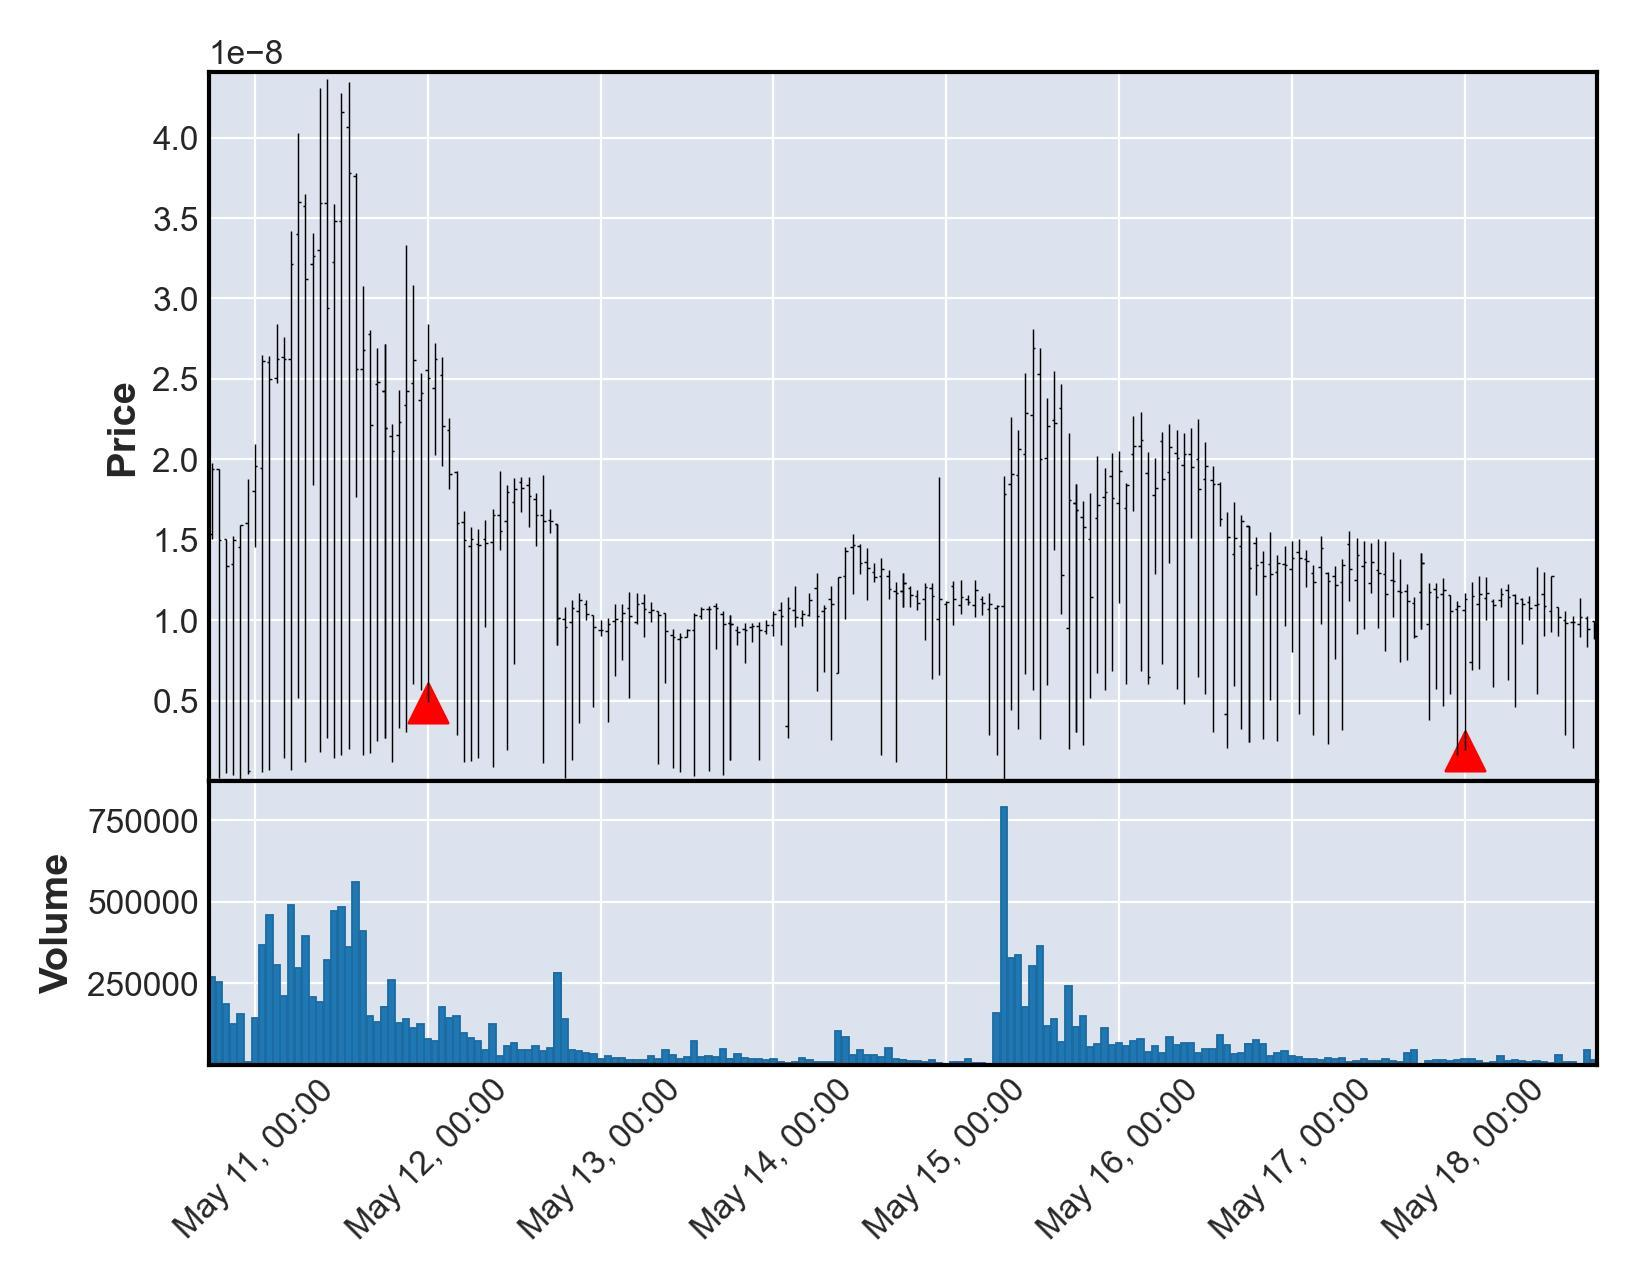 1e−8
4.0
3.5
3.0
2.5
2.0
1.5
1.0
0.5
Price
750000
500000
250000
Volume
May 11, 00:00
May 12, 00:00
May 13, 00:00
May 14, 00:00
May 15, 00:00
May 16, 00:00
May 17, 00:00
May 18, 00:00